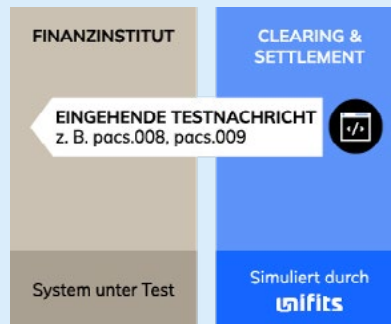 FINANZINSTITUT
CLEARING &
SETTLEMENT
EINGEHENDE TESTNACHRICHT
z. B. pacs.008, pacs.009
</>
System unter Test
Simuliert durch
unifits